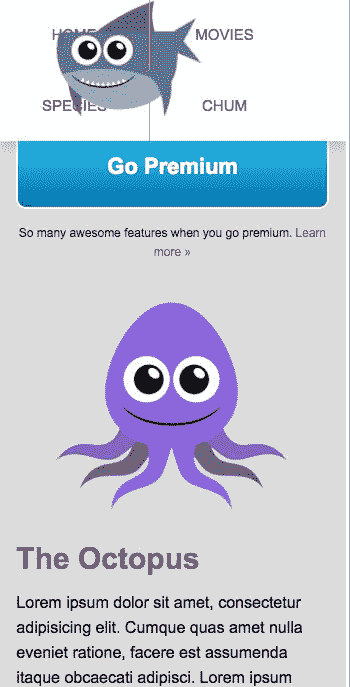 HOME MOVIES
SPECIES CHUM
Go Premium
So many awesome features when you go premium. Learn
more »
The Octopus
Lorem ipsum dolor sit amet, consectetur
adipisicing elit. Cumque quas amet nulla
eveniet ratione, facere est assumenda
itaque obcaecati adipisci. Lorem ipsum